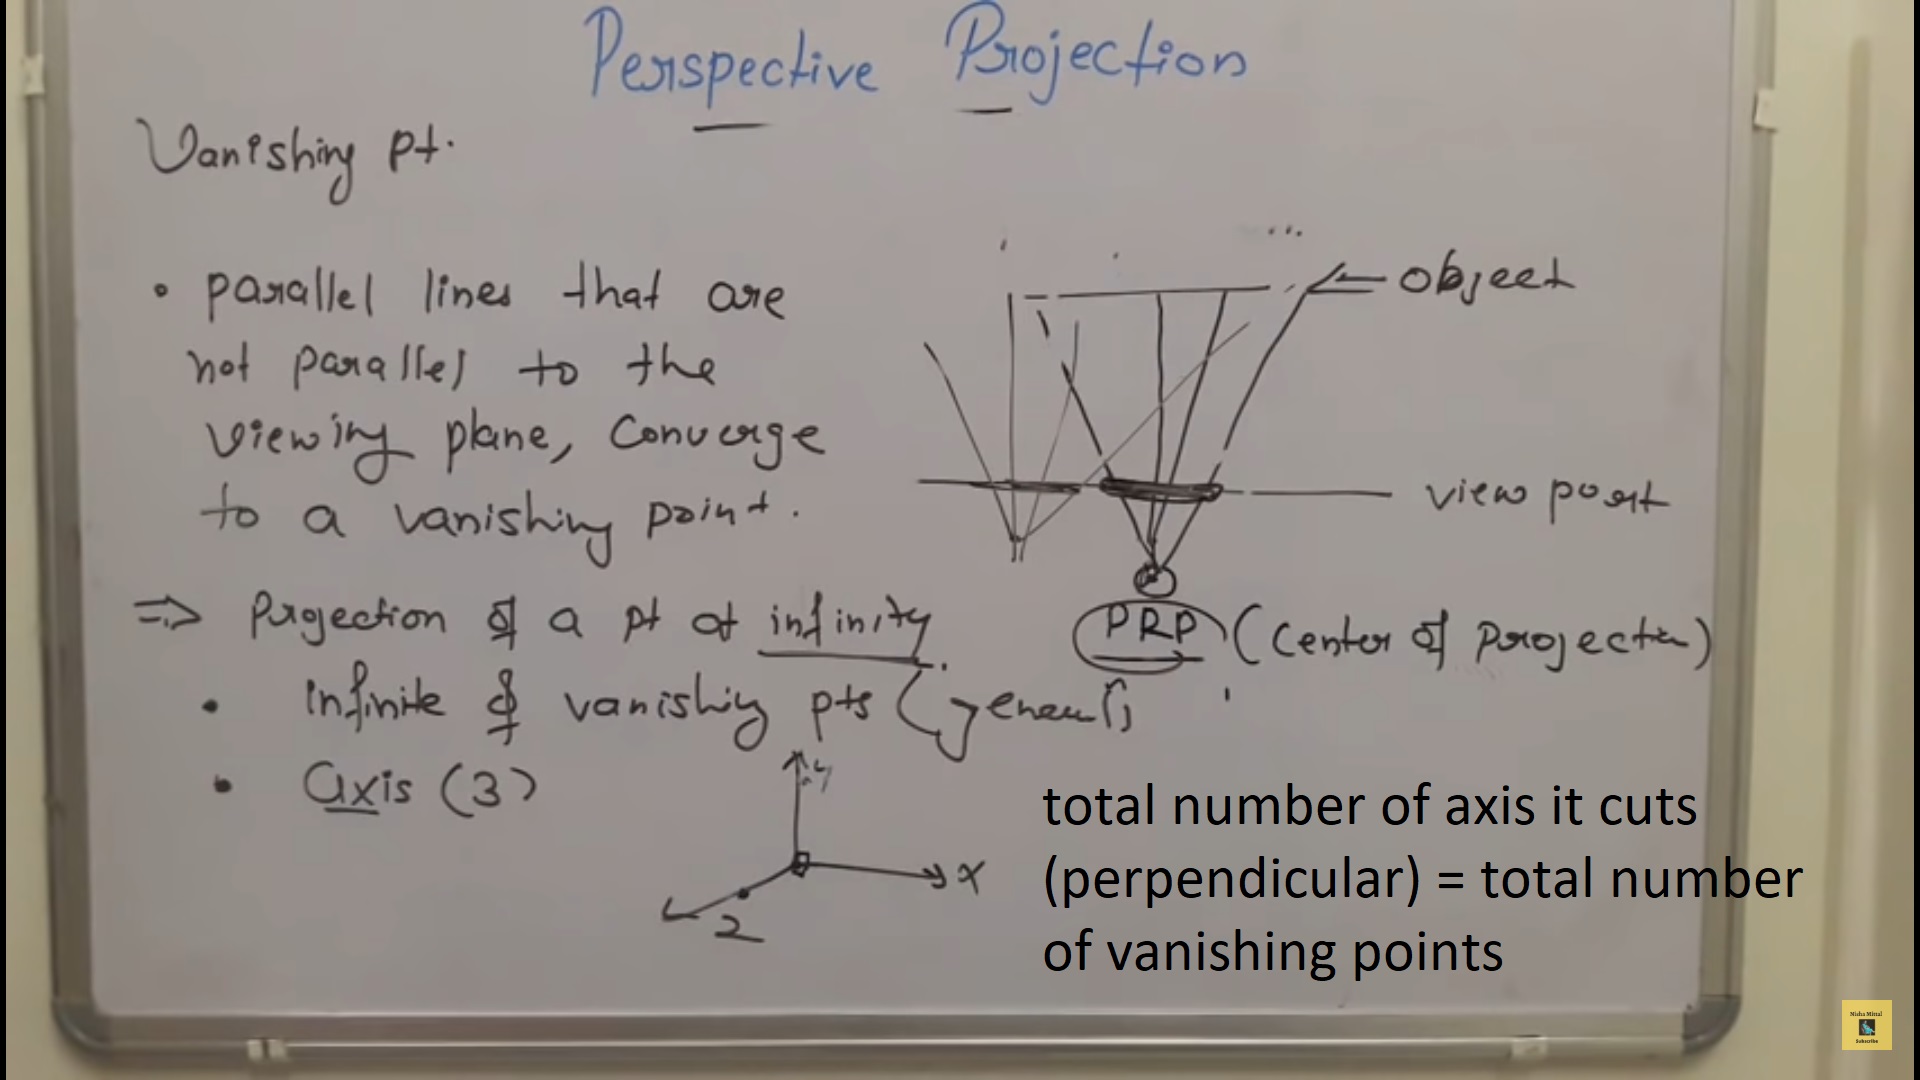 Perspective Projection
Vanishing pt.
• parallel lines that are
not parallel to the
viewing plane, converge
to a vanishing point.
⇒ Projection of a pt at infinity.
• Infinite of vanishing pts (general)
• axis (3)
object
view port
PRP (center of projectin)
y
x
z
total number of axis it cuts
(perpendicular) = total number
of vanishing points
Nisha Mittal
Subscribe